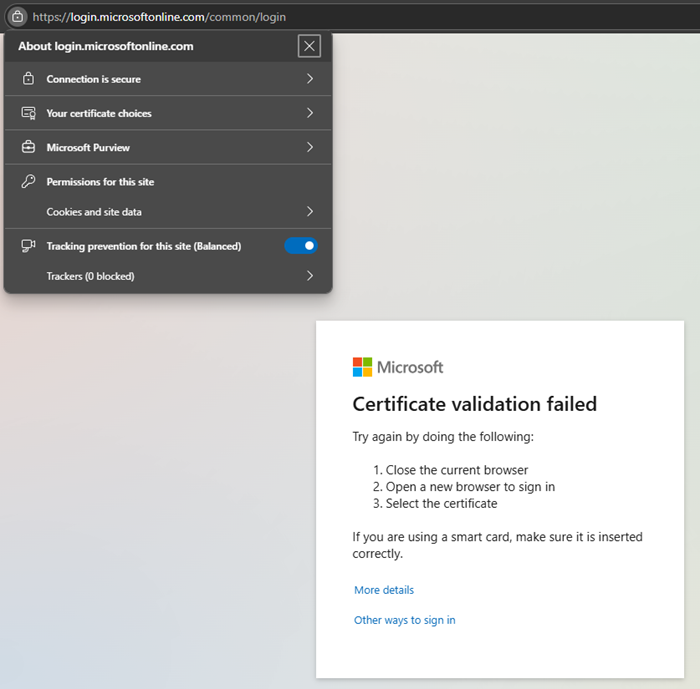 https://login.microsoftonline.com/common/login
About login.microsoftonline.com
Connection is secure
Your certificate choices
Microsoft Purview
Permissions for this site
Cookies and site data
Tracking prevention for this site (Balanced)
Trackers (0 blocked)
Microsoft
Certificate validation failed
Try again by doing the following:
1. Close the current browser
2. Open a new browser to sign in
3. Select the certificate
If you are using a smart card, make sure it is inserted
correctly.
More details
Other ways to sign in